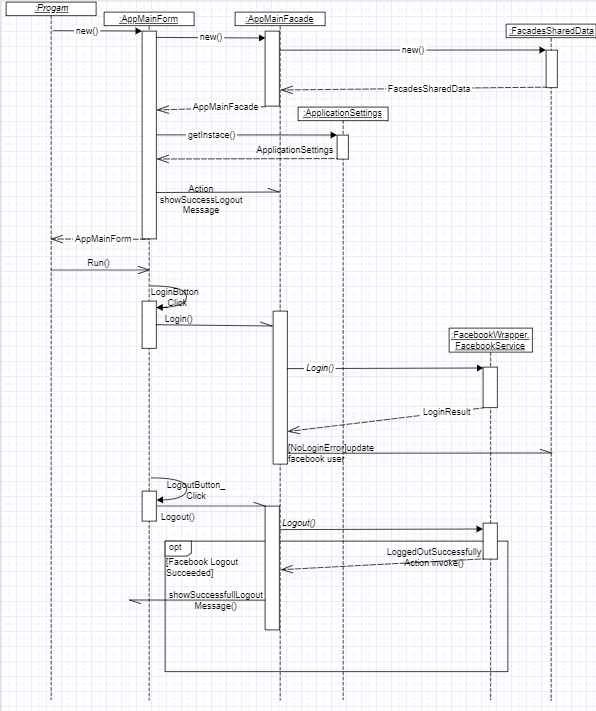 :Progam
:AppMainForm
:AppMainFacade
:FacadesSharedData
new()
new()
new()
FacadesSharedData
AppMainFacade
:ApplicationSettings
getInstace()
ApplicationSettings
Action
showSuccessLogout
Message
AppMainForm
Run()
LoginButton
Click
Login()
:FacebookWrapper.
FacebookService
Login()
LoginResult
[NoLoginError]update
facebook user
LogoutButton_
Click
Logout()
Logout()
opt
LoggedOutSuccessfully
Action invoke()
[Facebook Logout
Succeeded]
showSuccessfullLogout
Message()